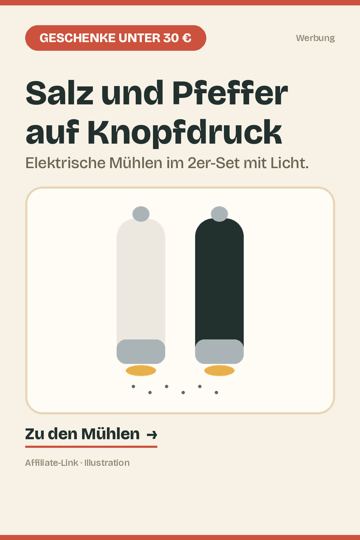 GESCHENKE UNTER 30 €
Werbung
Salz und Pfeffer
auf Knopfdruck
Elektrische Mühlen im 2er-Set mit Licht.
Zu den Mühlen →
Affiliate-Link · Illustration